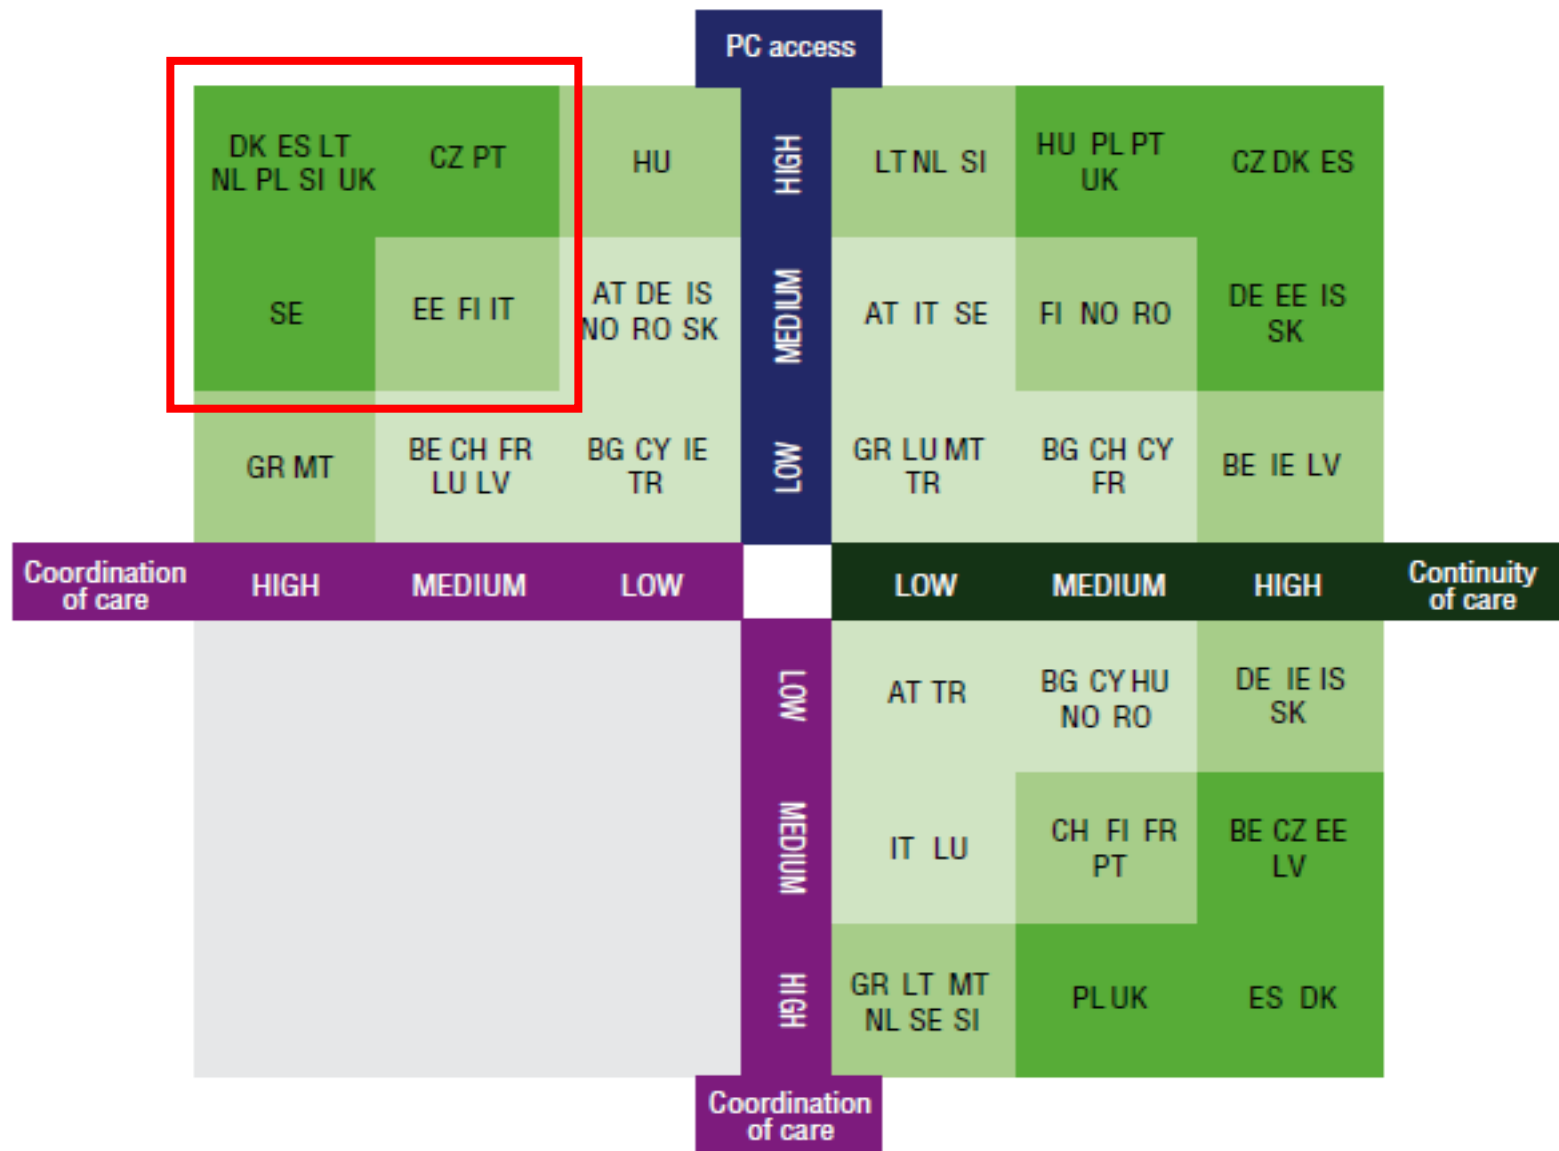 PC access
DK ES LT
NL PL SI UK
CZ PT
HU
HIGH
LT NL SI
HU PL PT
UK
CZ DK ES
SE
EE FI IT
AT DE IS
NO RO SK
MEDIUM
AT IT SE
FI NO RO
DE EE IS
SK
GR MT
BE CH FR
LU LV
BG CY IE
TR
LOW
GR LU MT
TR
BG CH CY
FR
BE IE LV
Coordination
of care
HIGH
MEDIUM
LOW
LOW
MEDIUM
HIGH
Continuity
of care
LOW
AT TR
BG CY HU
NO RO
DE IE IS
SK
MEDIUM
IT LU
CH FI FR
PT
BE CZ EE
LV
HIGH
GR LT MT
NL SE SI
PL UK
ES DK
Coordination
of care